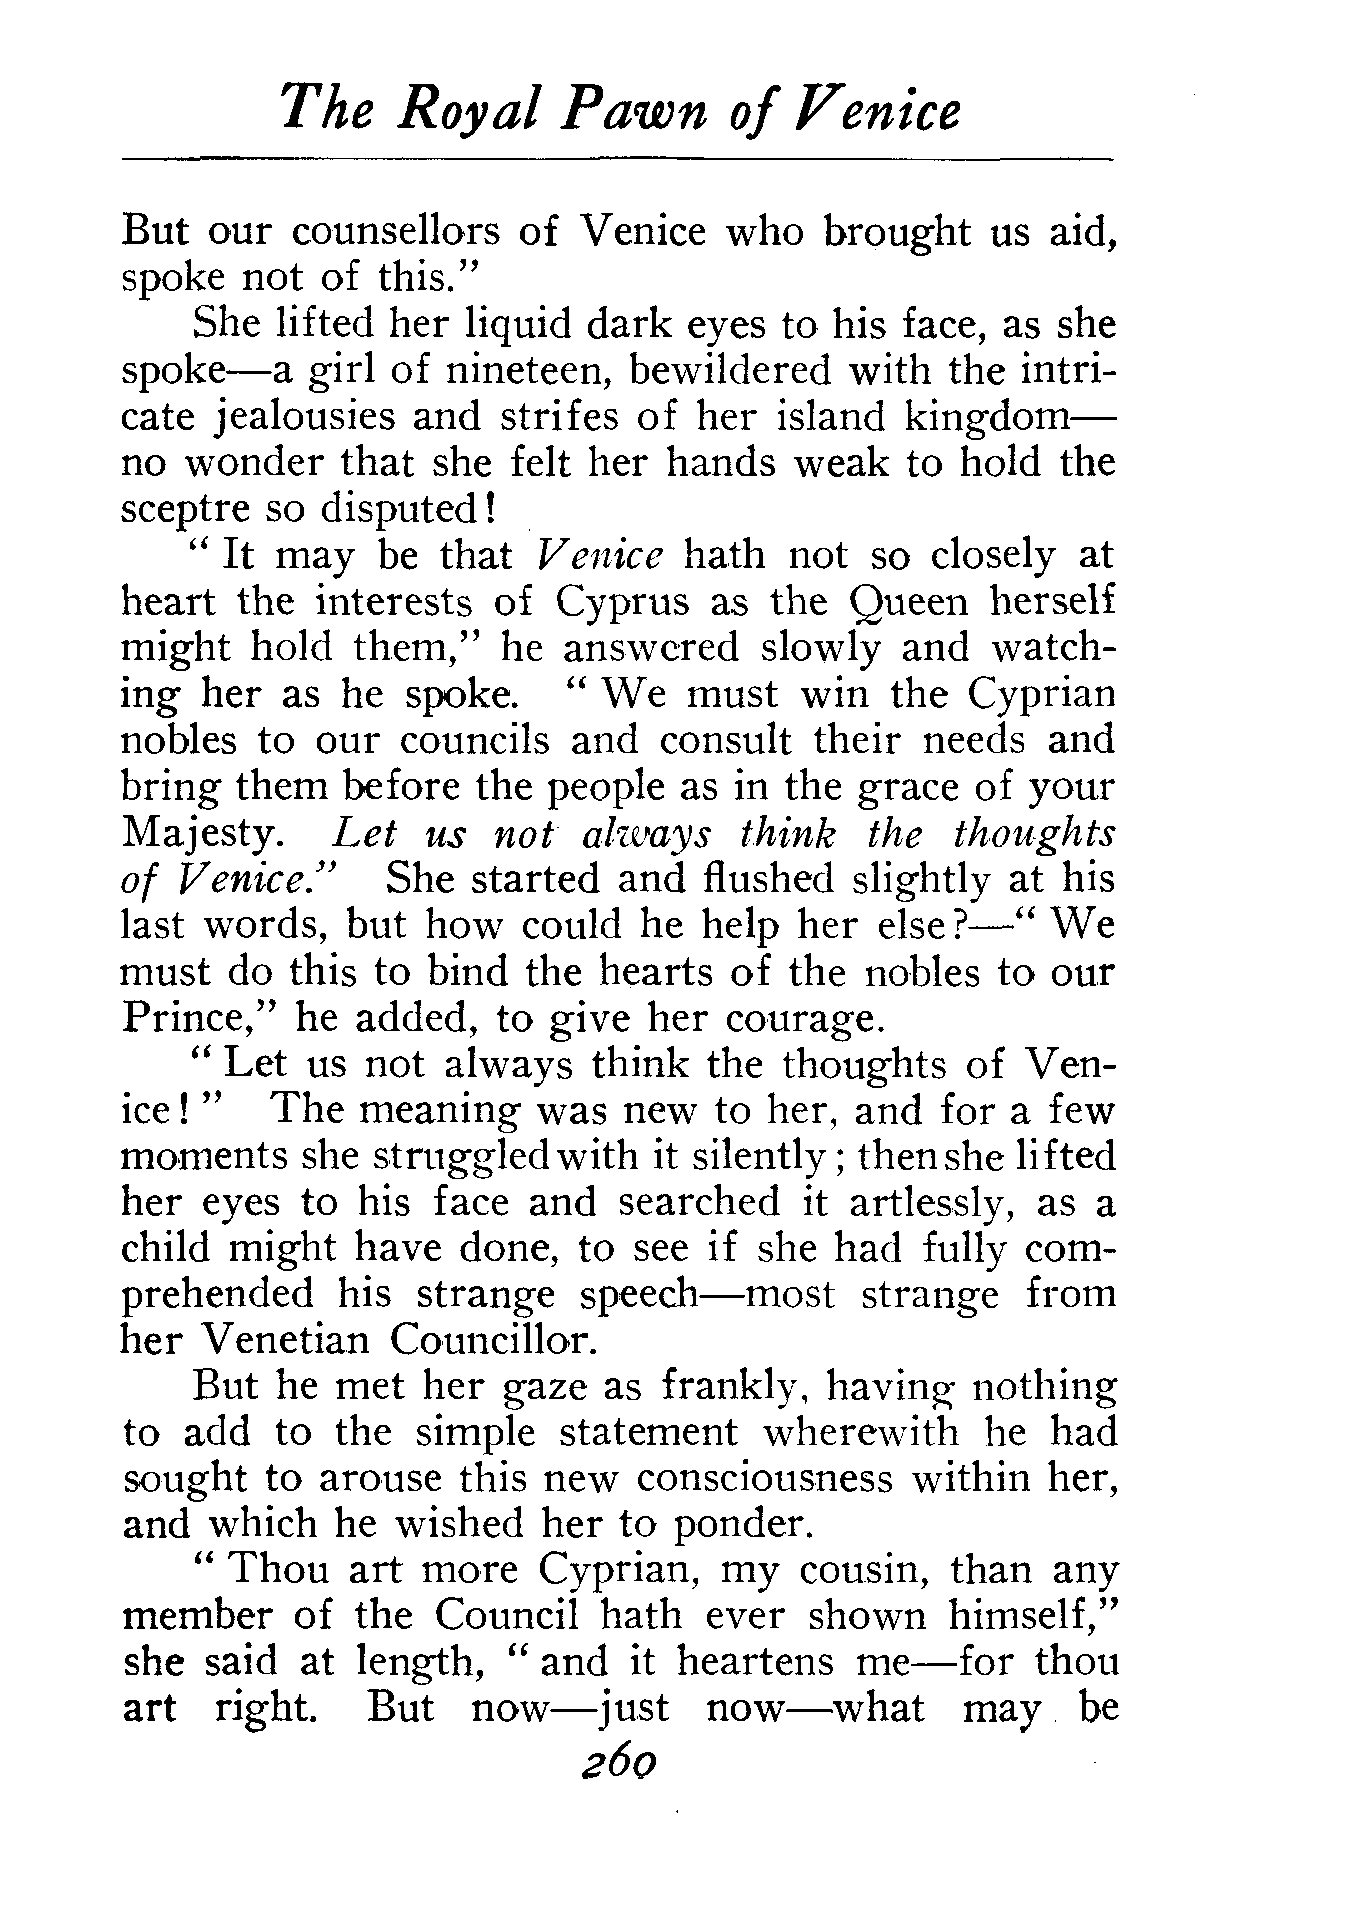 The Royal Pawn of Venice
But our counsellors of Venice who brought us aid,
spoke not of this."
She lifted her liquid dark eyes to his face, as she
spoke—a girl of nineteen, bewildered with the intri-
cate jealousies and strifes of her island kingdom—
no wonder that she felt her hands weak to hold the
sceptre so disputed!
"It may be that Venice hath not so closely at
heart the interests of Cyprus as the Queen herself
might hold them," he answered slowly and watch-
ing her as he spoke. "We must win the Cyprian
nobles to our councils and consult their needs and
bring them before the people as in the grace of your
Majesty. Let us not always think the thoughts
of Venice." She started and flushed slightly at his
last words, but how could he help her else?—"We
must do this to bind the hearts of the nobles to our
Prince," he added, to give her courage.
"Let us not always think the thoughts of Ven-
ice!" The meaning was new to her, and for a few
moments she struggled with it silently; then she lifted
her eyes to his face and searched it artlessly, as a
child might have done, to see if she had fully com-
prehended his strange speech—most strange from
her Venetian Councillor.
But he met her gaze as frankly, having nothing
to add to the simple statement wherewith he had
sought to arouse this new consciousness within her,
and which he wished her to ponder.
"Thou art more Cyprian, my cousin, than any
member of the Council hath ever shown himself,"
she said at length, "and it heartens me—for thou
art right. But now—just now—what may be
260